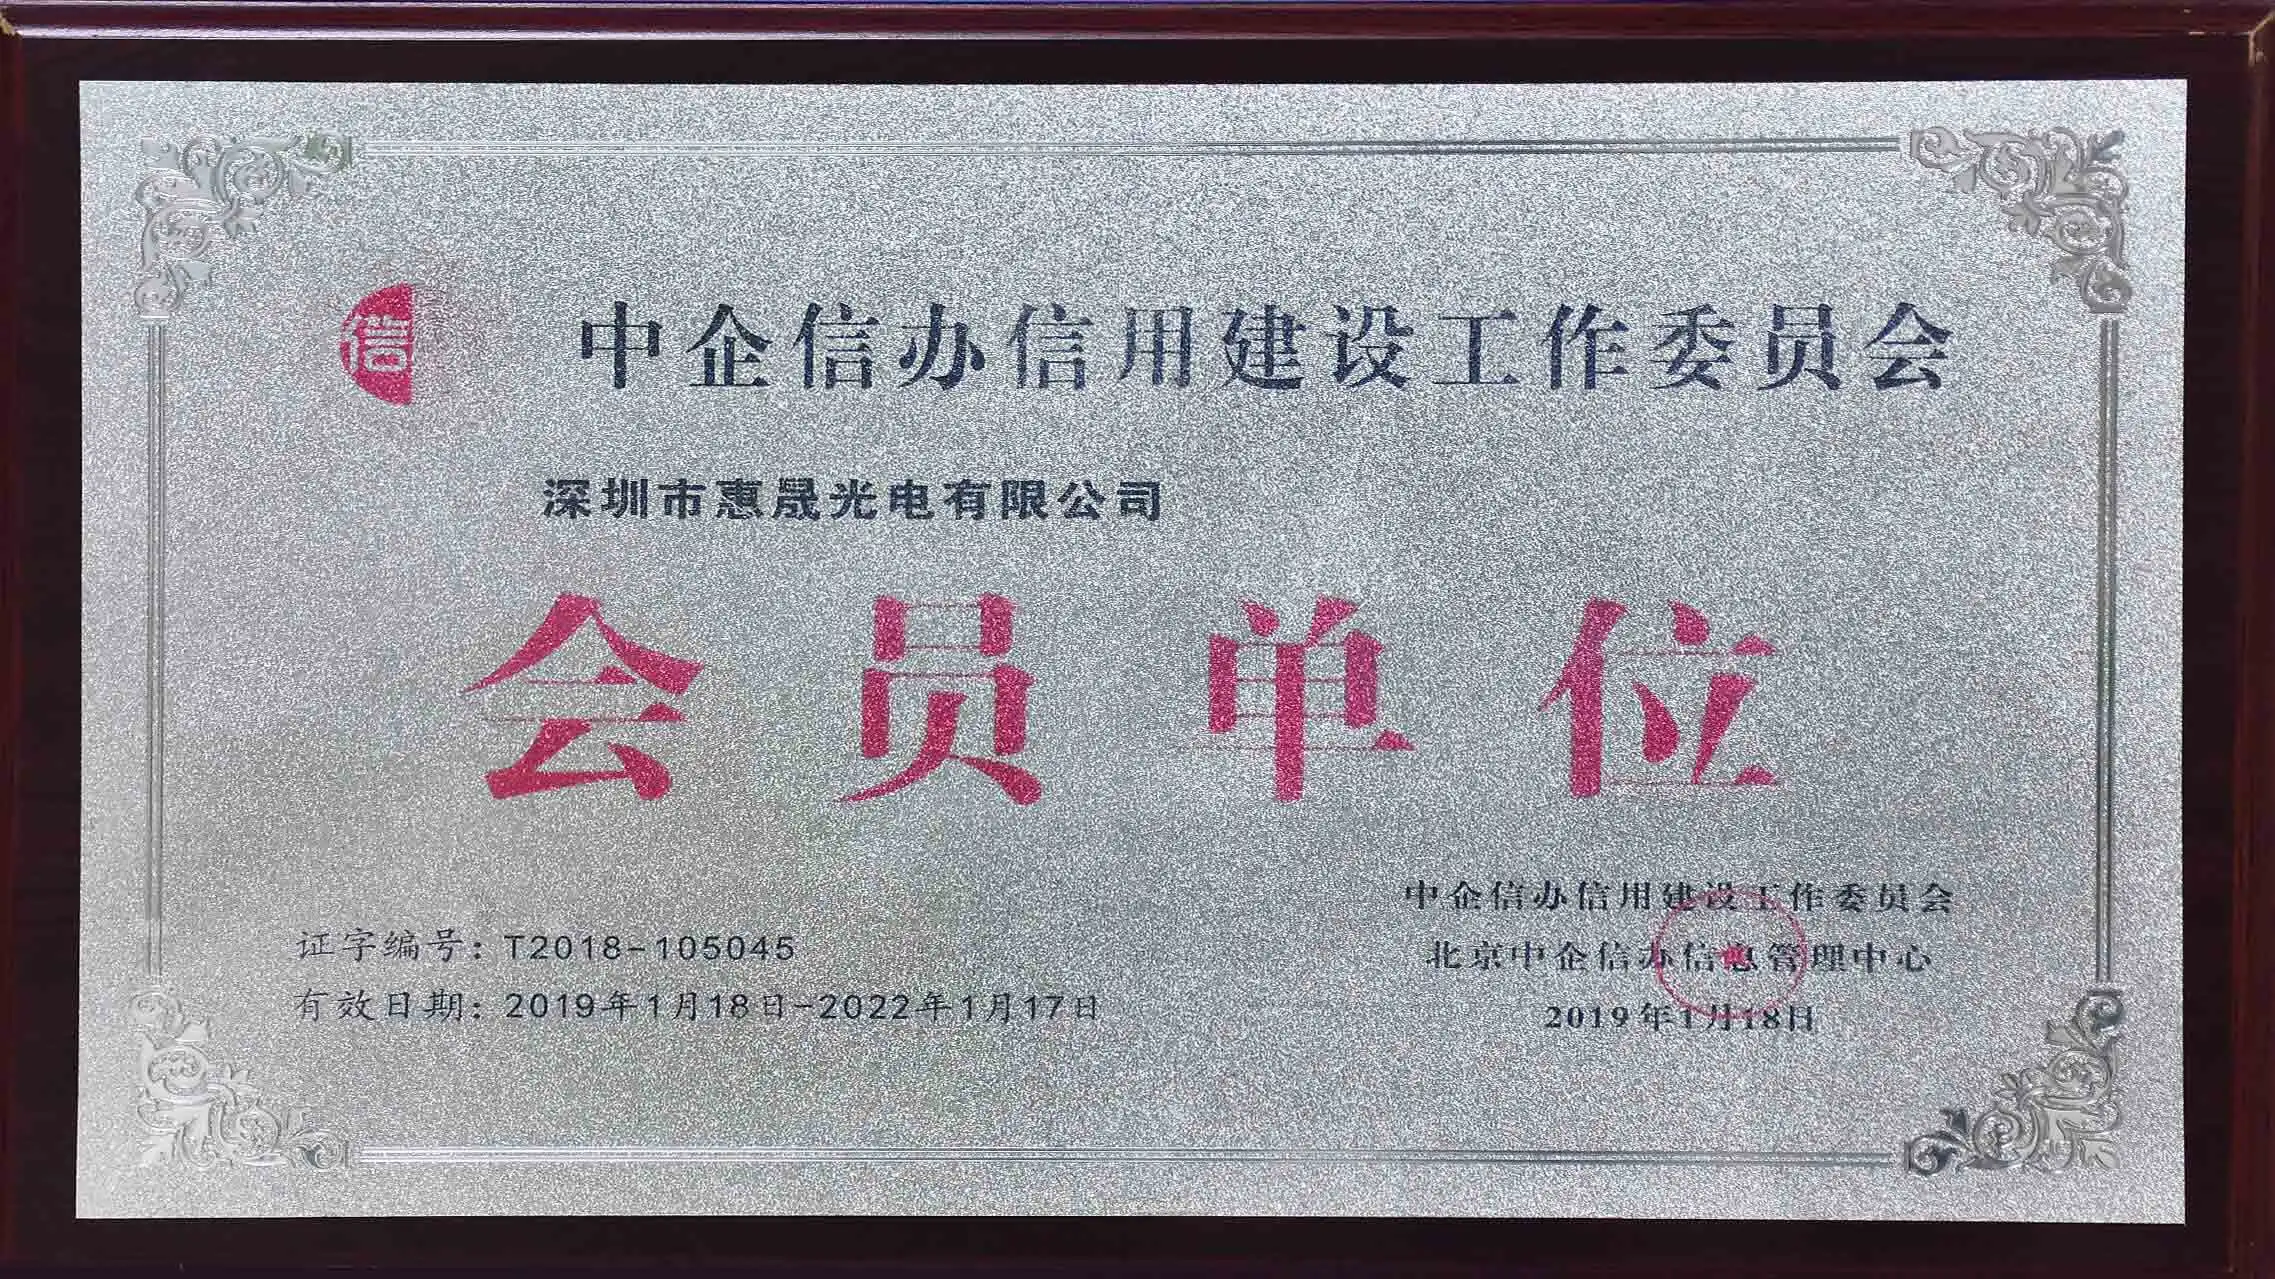 信
中企信办信用建设工作委员会
深圳市惠晟光电有限公司
会员单位
证字编号：T2018-105045
有效日期：2019年1月18日-2022年1月17日
中企信办信用建设工作委员会
北京中企信办信息管理中心
2019年1月18日